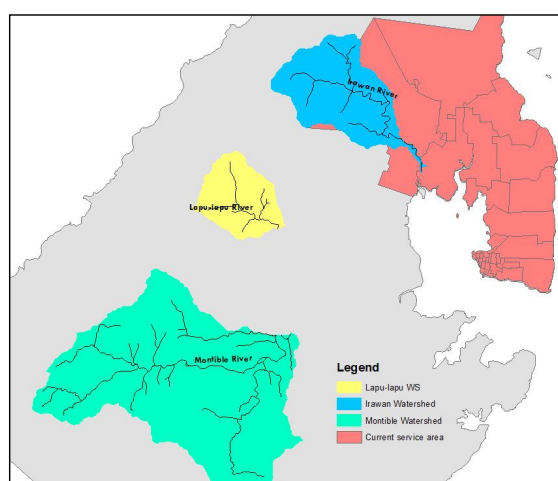 Irawan River
Lapu-lapu River
Montible River
Legend
Lapu-lapu WS
Irawan Watershed
Montible Watershed
Current service area